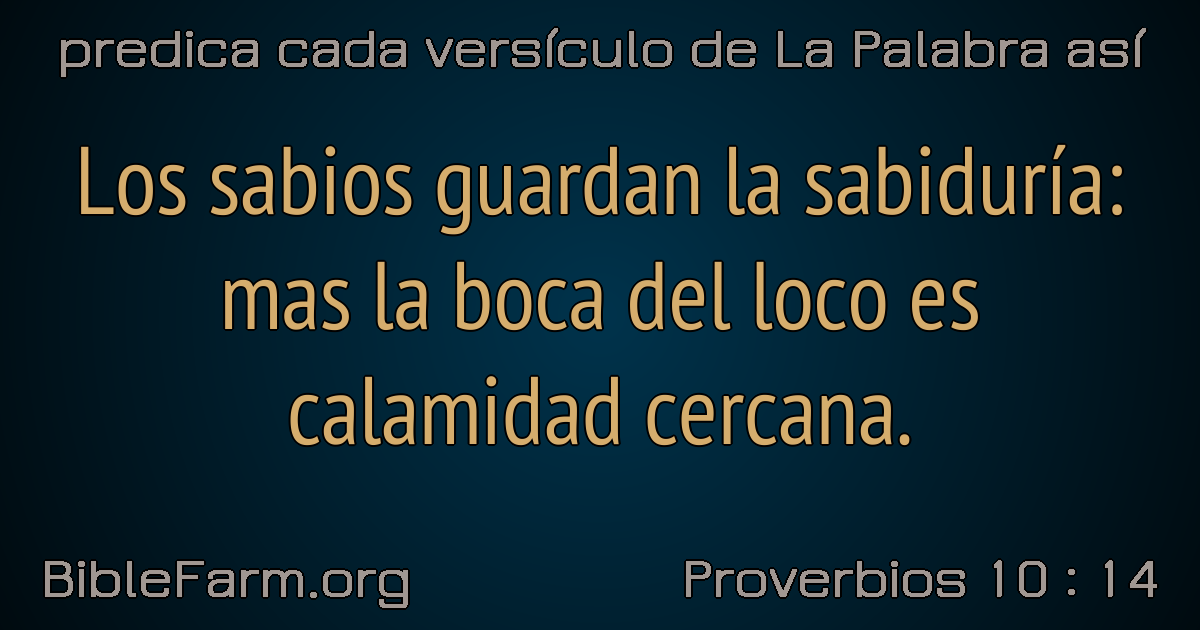 predica cada versículo de La Palabra así
Los sabios guardan la sabiduría:
mas la boca del loco es
calamidad cercana.
BibleFarm.org
Proverbios 10 : 14